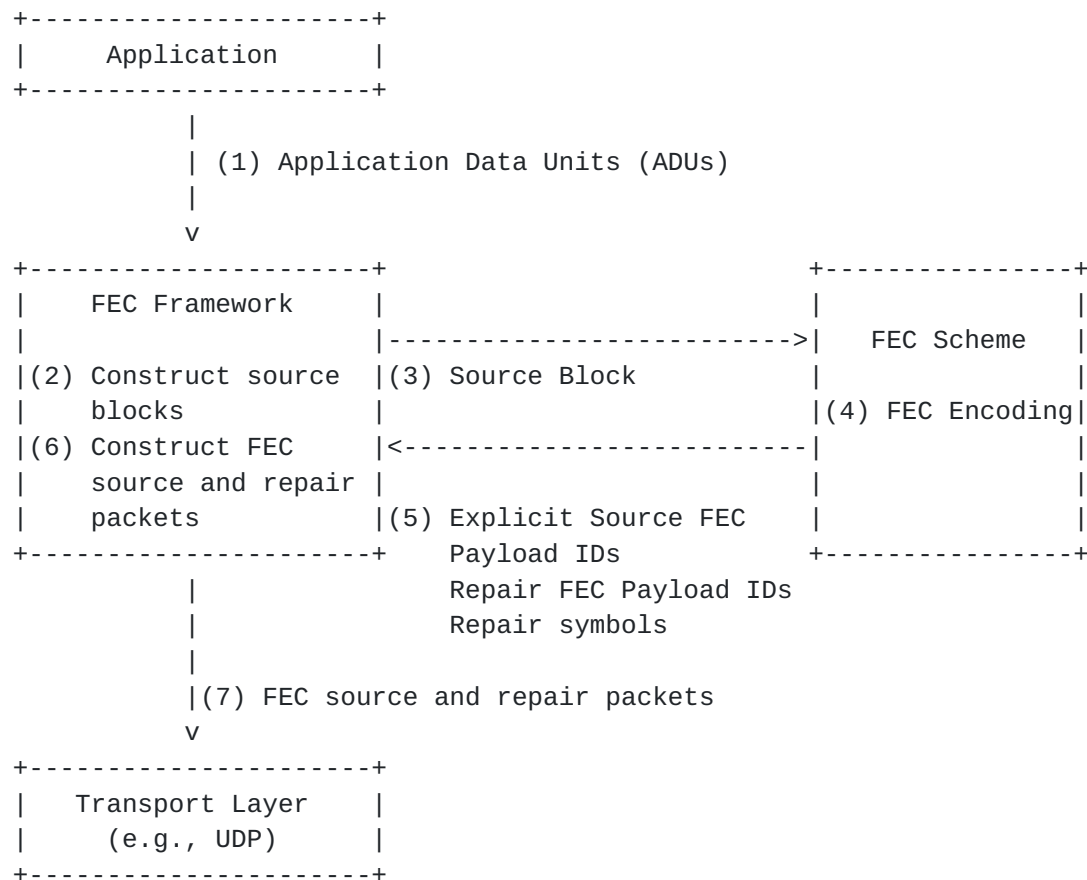 +----------------------+
|     Application      |
+----------------------+
           |
           | (1) Application Data Units (ADUs)
           |
           v
+----------------------+                           +----------------+
|    FEC Framework     |                           |                |
|                      |-------------------------->|   FEC Scheme   |
|(2) Construct source  |(3) Source Block           |                |
|    blocks            |                           |(4) FEC Encoding|
|(6) Construct FEC     |<--------------------------|                |
|    source and repair |                           |                |
|    packets           |(5) Explicit Source FEC    |                |
+----------------------+    Payload IDs            +----------------+
           |                Repair FEC Payload IDs
           |                Repair symbols
           |
           |(7) FEC source and repair packets
           v
+----------------------+
|   Transport Layer    |
|     (e.g., UDP)      |
+----------------------+